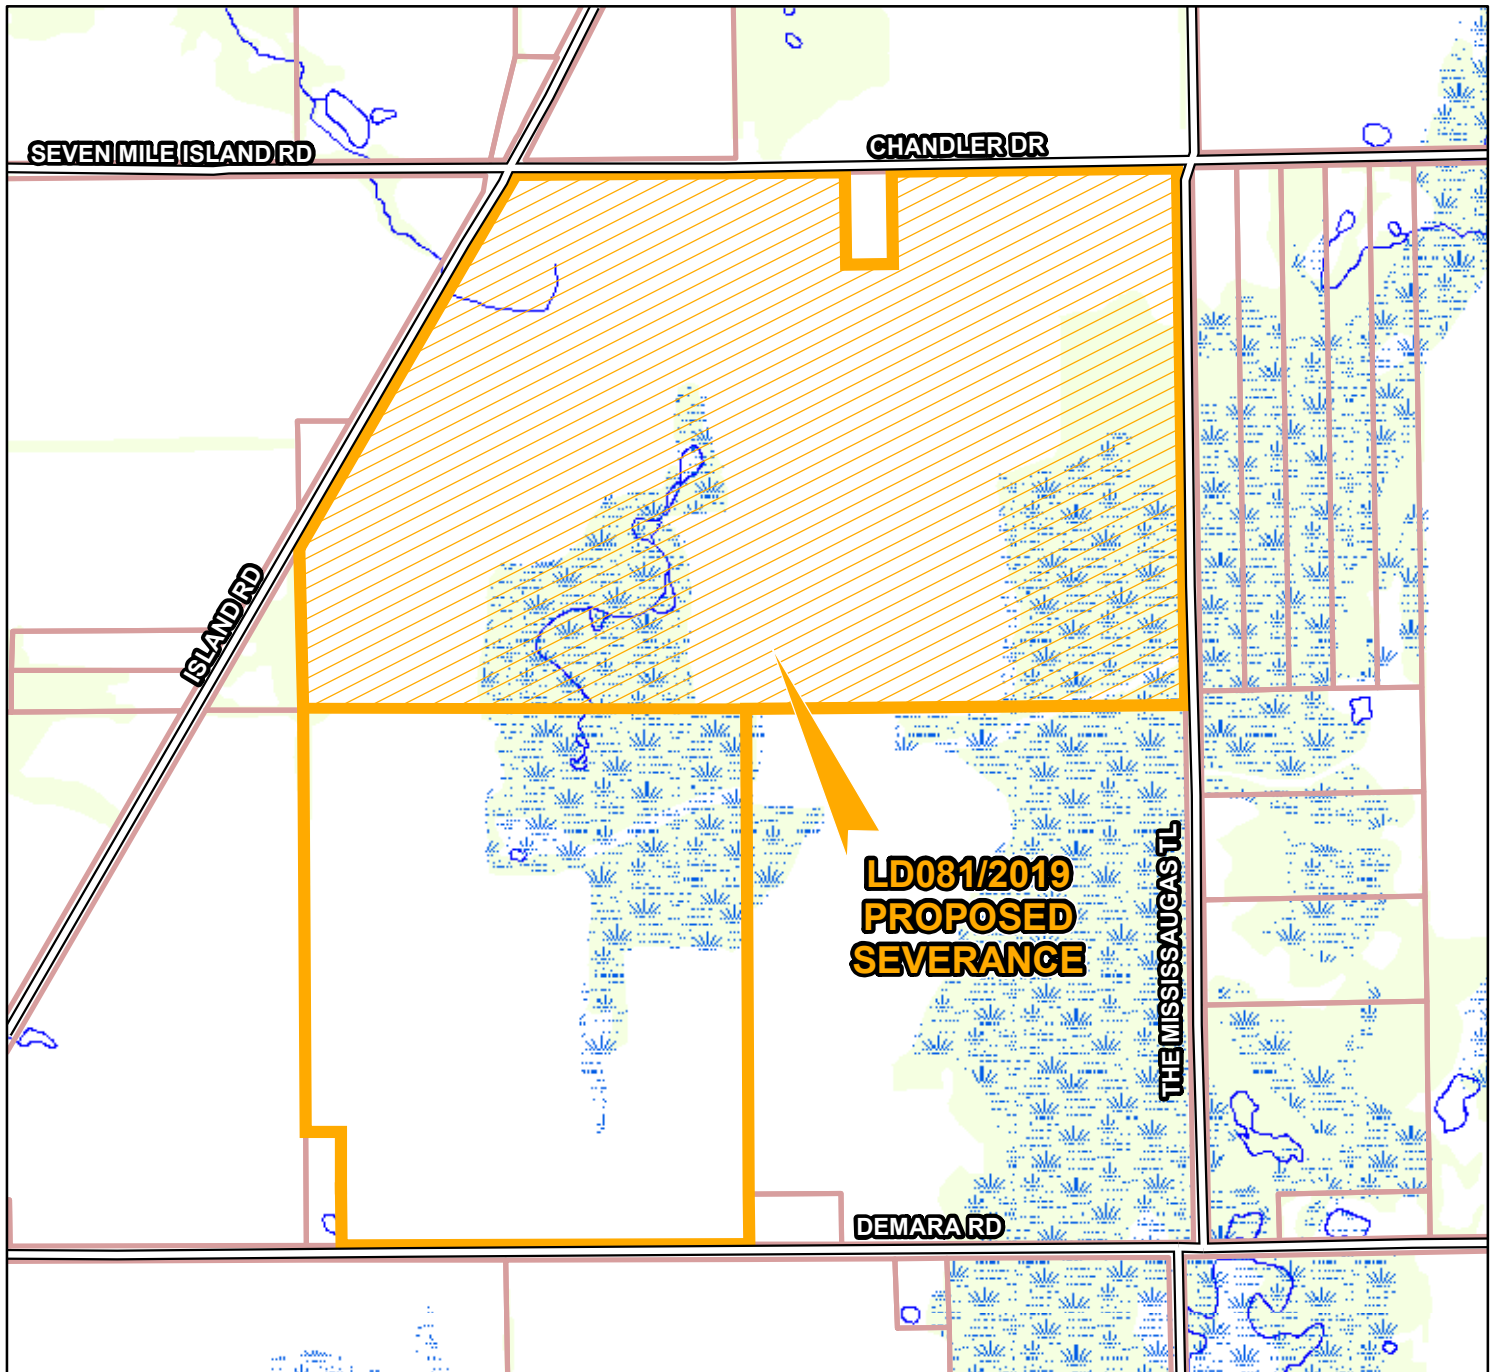 SEVEN MILE ISLAND RD
CHANDLER DR
ISLAND RD
LD081/2019
PROPOSED
SEVERANCE
THE MISSISSAUGAS TL
DEMARA RD